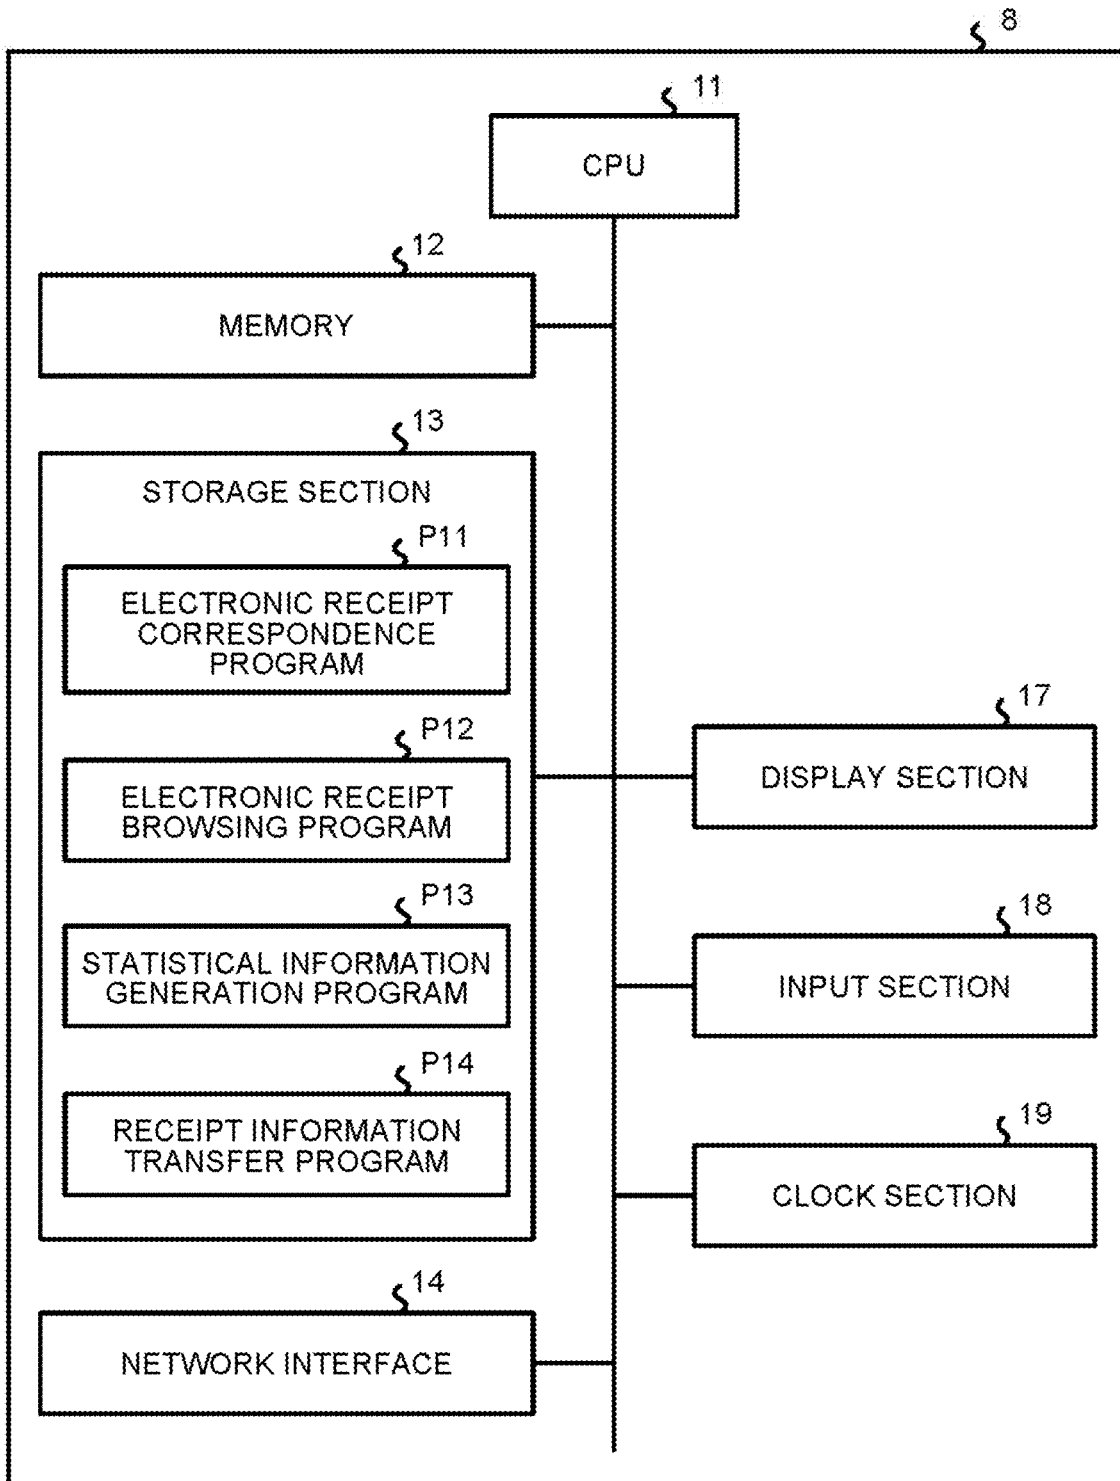 8
11
CPU
12
MEMORY
13
STORAGE SECTION
P11
ELECTRONIC RECEIPT
CORRESPONDENCE
PROGRAM
P12
ELECTRONIC RECEIPT
BROWSING PROGRAM
P13
STATISTICAL INFORMATION
GENERATION PROGRAM
P14
RECEIPT INFORMATION
TRANSFER PROGRAM
14
NETWORK INTERFACE
17
DISPLAY SECTION
18
INPUT SECTION
19
CLOCK SECTION